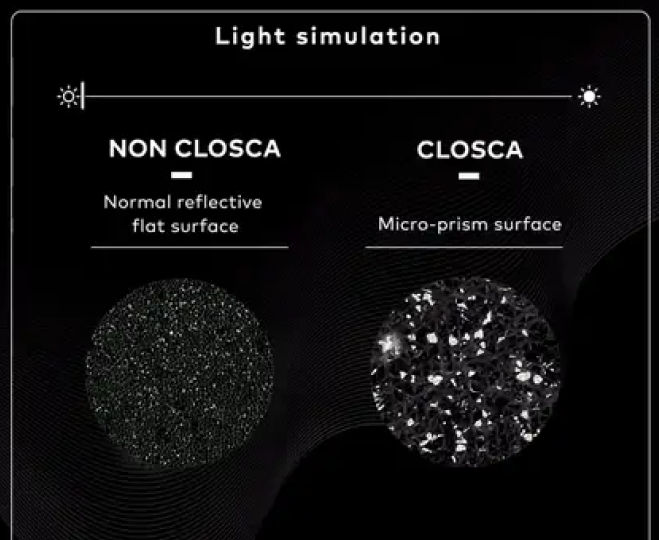 Light simulation
NON CLOSCA
CLOSCA
Normal reflective
flat surface
Micro-prism surface